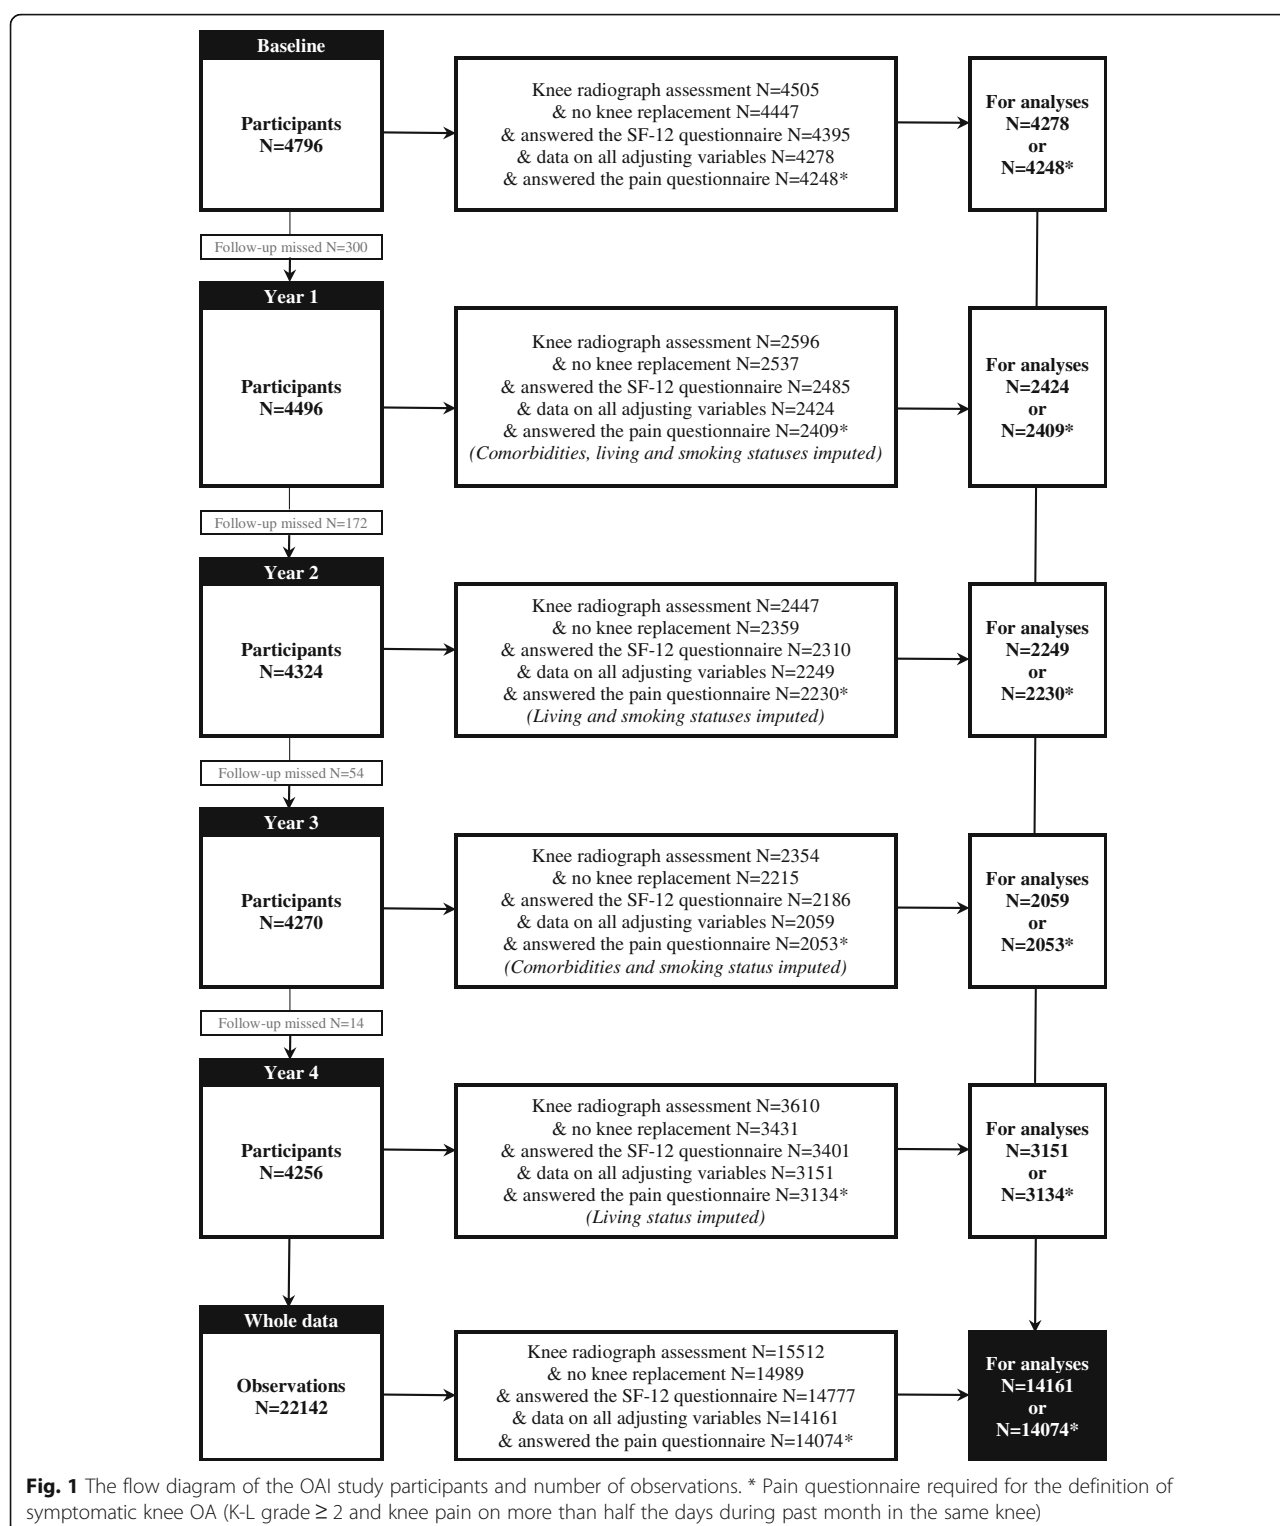 Baseline
Participants
N=4796
Knee radiograph assessment N=4505
& no knee replacement N=4447
& answered the SF-12 questionnaire N=4395
& data on all adjusting variables N=4278
& answered the pain questionnaire N=4248*
For analyses
N=4278
or
N=4248*
Follow-up missed N=300
Year 1
Participants
N=4496
Knee radiograph assessment N=2596
& no knee replacement N=2537
& answered the SF-12 questionnaire N=2485
& data on all adjusting variables N=2424
& answered the pain questionnaire N=2409*
(Comorbidities, living and smoking statuses imputed)
For analyses
N=2424
or
N=2409*
Follow-up missed N=172
Year 2
Participants
N=4324
Knee radiograph assessment N=2447
& no knee replacement N=2359
& answered the SF-12 questionnaire N=2310
& data on all adjusting variables N=2249
& answered the pain questionnaire N=2230*
(Living and smoking statuses imputed)
For analyses
N=2249
or
N=2230*
Follow-up missed N=54
Year 3
Participants
N=4270
Knee radiograph assessment N=2354
& no knee replacement N=2215
& answered the SF-12 questionnaire N=2186
& data on all adjusting variables N=2059
& answered the pain questionnaire N=2053*
(Comorbidities and smoking status imputed)
For analyses
N=2059
or
N=2053*
Follow-up missed N=14
Year 4
Participants
N=4256
Knee radiograph assessment N=3610
& no knee replacement N=3431
& answered the SF-12 questionnaire N=3401
& data on all adjusting variables N=3151
& answered the pain questionnaire N=3134*
(Living status imputed)
For analyses
N=3151
or
N=3134*
Whole data
Observations
N=22142
Knee radiograph assessment N=15512
& no knee replacement N=14989
& answered the SF-12 questionnaire N=14777
& data on all adjusting variables N=14161
& answered the pain questionnaire N=14074*
For analyses
N=14161
or
N=14074*
Fig. 1 The flow diagram of the OAI study participants and number of observations. * Pain questionnaire required for the definition of
symptomatic knee OA (K-L grade ≥ 2 and knee pain on more than half the days during past month in the same knee)